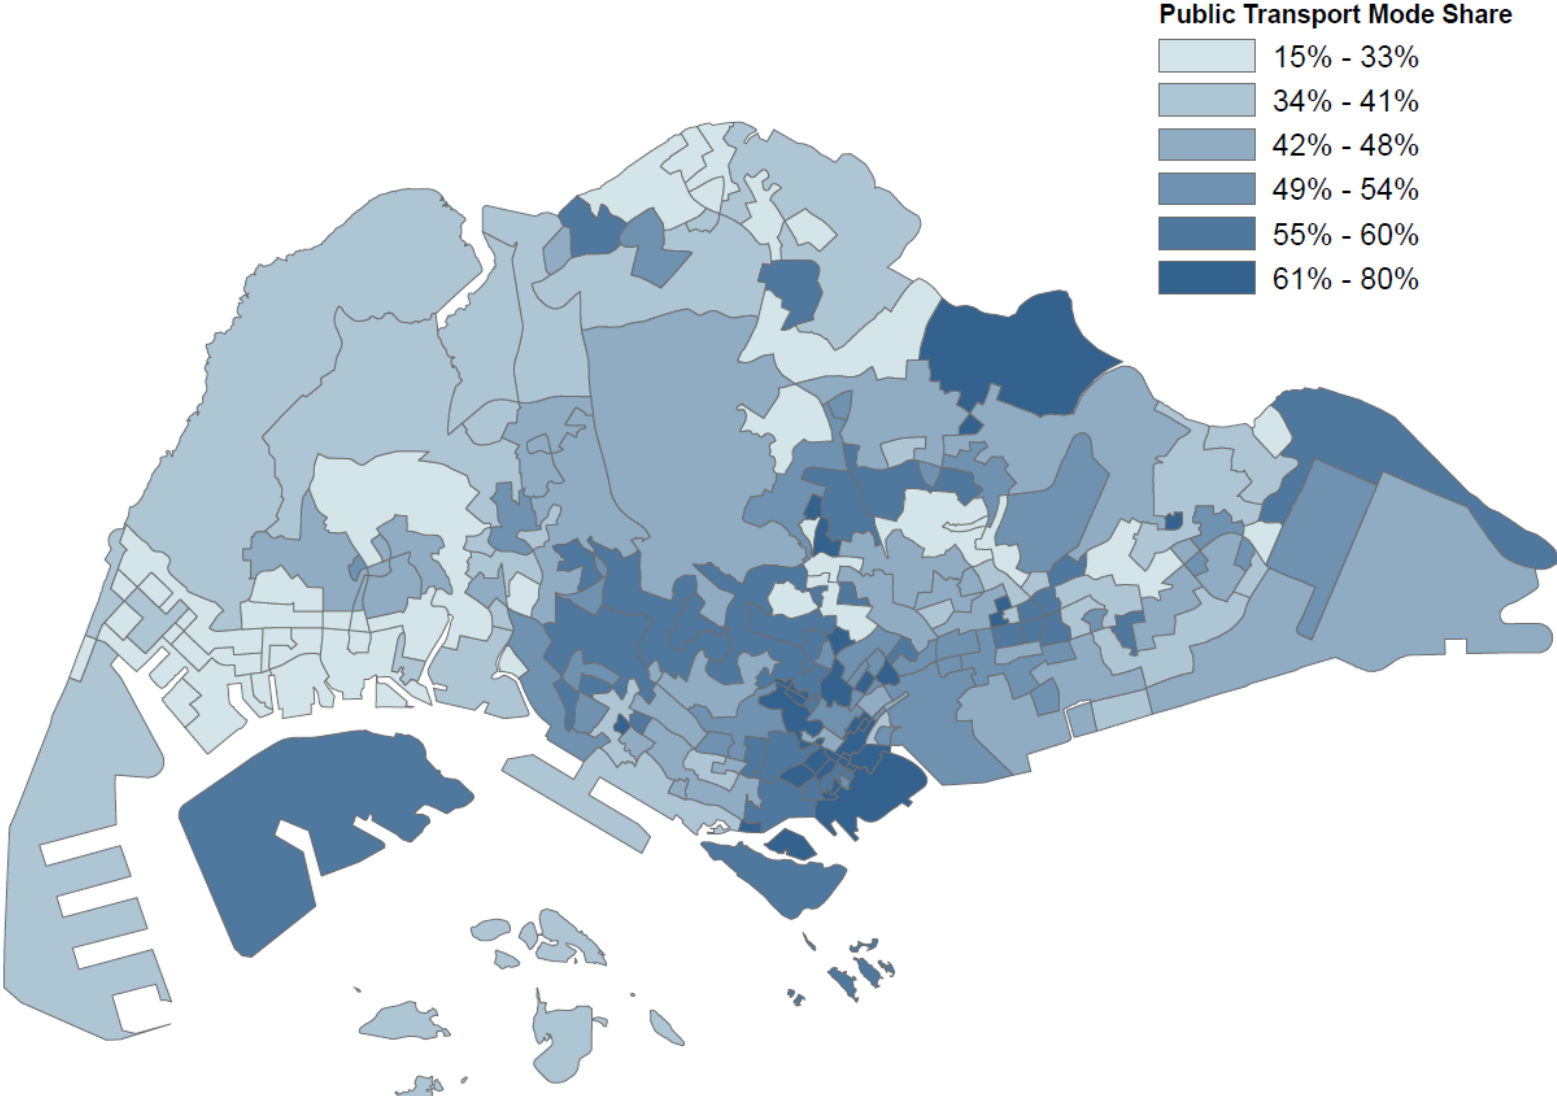 Public Transport Mode Share
15% - 33%
34% - 41%
42% - 48%
49% - 54%
55% - 60%
61% - 80%